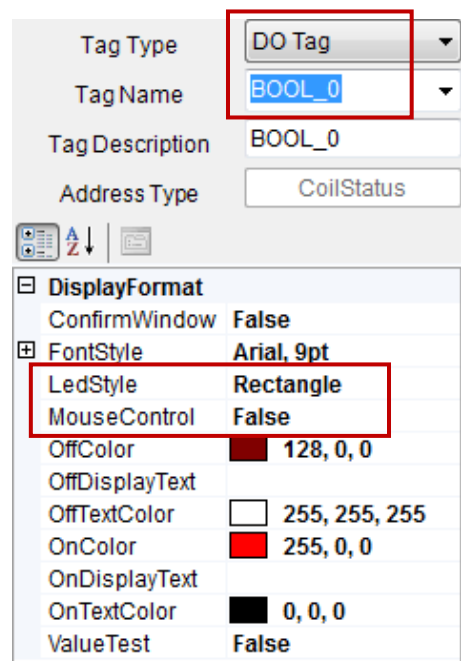 Tag Type DO Tag
Tag Name BOOL_0
Tag Description BOOL_0
Address Type CoilStatus
A
Z
DisplayFormat
ConfirmWindow False
FontStyle Arial, 9pt
LedStyle Rectangle
MouseControl False
OffColor 128, 0, 0
OffDisplayText
OffTextColor 255, 255, 255
OnColor 255, 0, 0
OnDisplayText
OnTextColor 0, 0, 0
ValueTest False